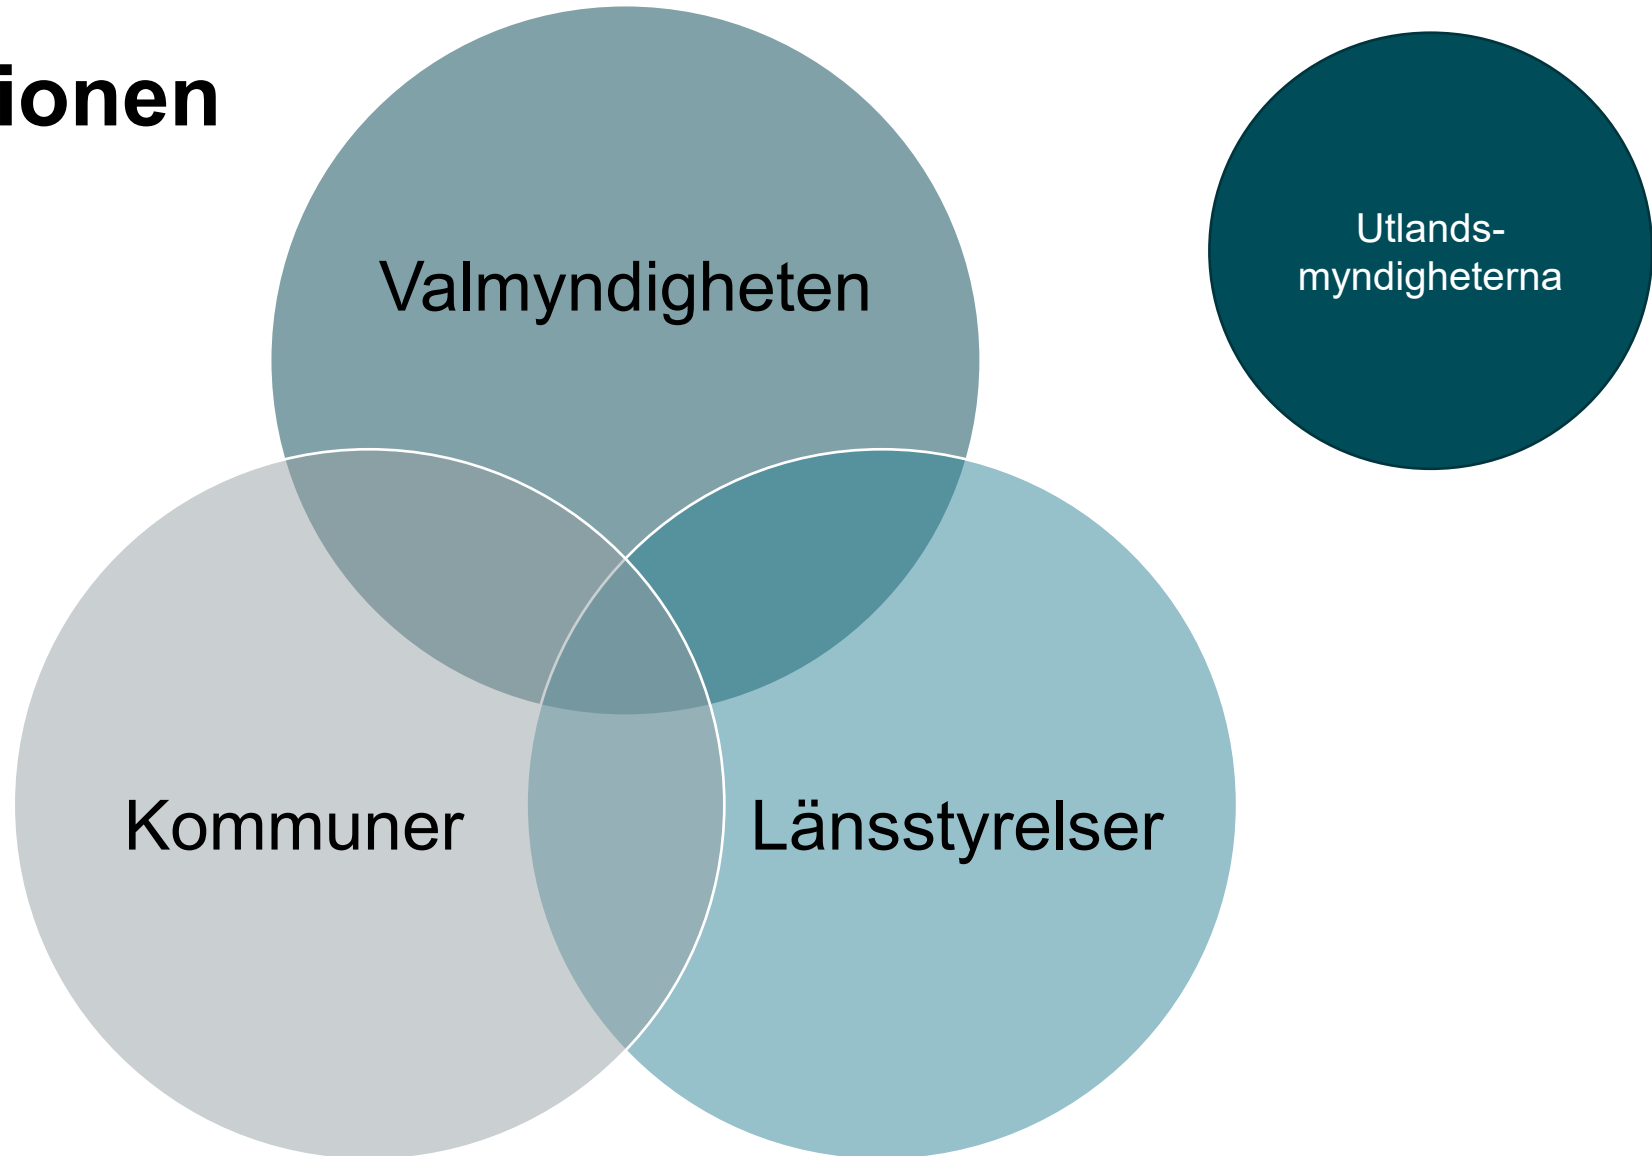 ionen
Utlands-
myndigheterna
Valmyndigheten
Kommuner
Länsstyrelser